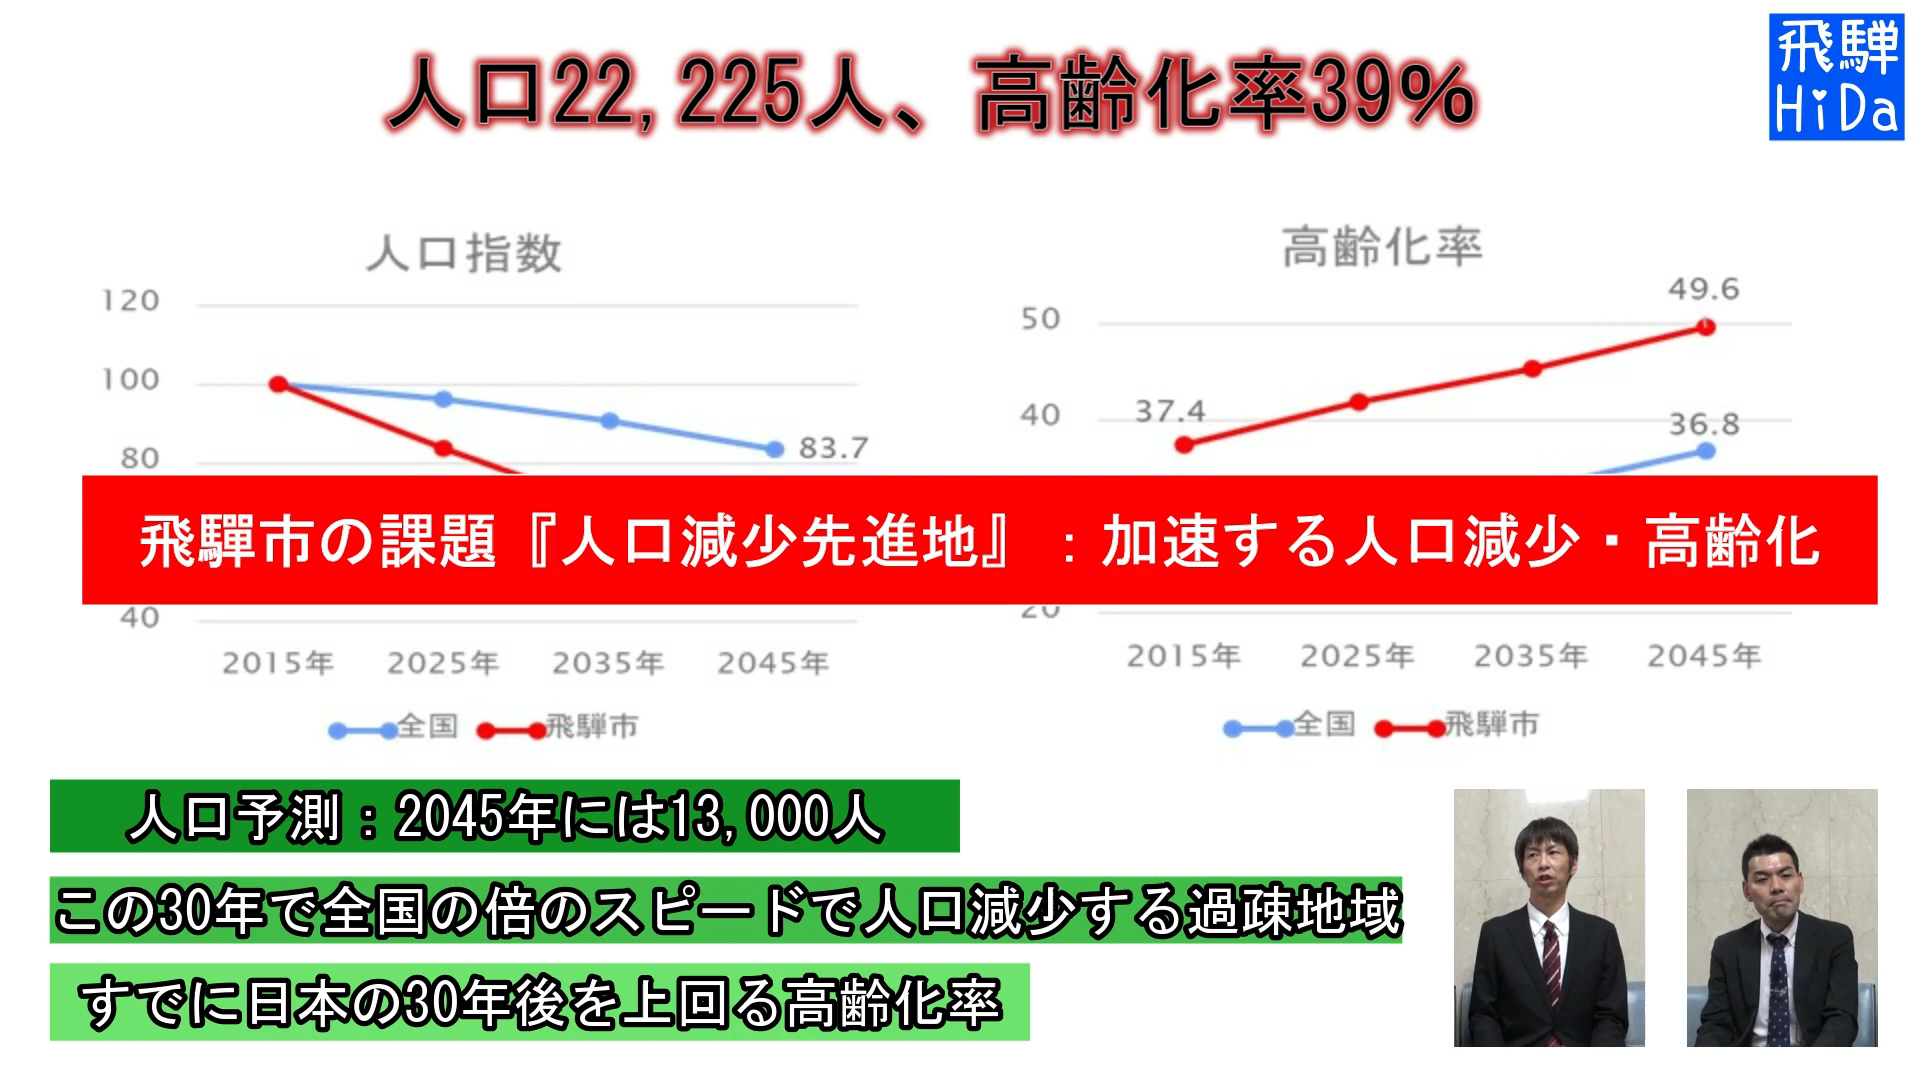 人口22,225人、高齢化率39%
飛騨
HiDa
人口指数
120
100
80
40
83.7
2015年 2025年 2035年 2045年
全国 飛騨市
高齢化率
50
40
20
37.4
49.6
36.8
2015年 2025年 2035年 2045年
全国 飛騨市
飛驒市の課題『人口減少先進地』：加速する人口減少・高齢化
人口予測：2045年には13,000人
この30年で全国の倍のスピードで人口減少する過疎地域
すでに日本の30年後を上回る高齢化率